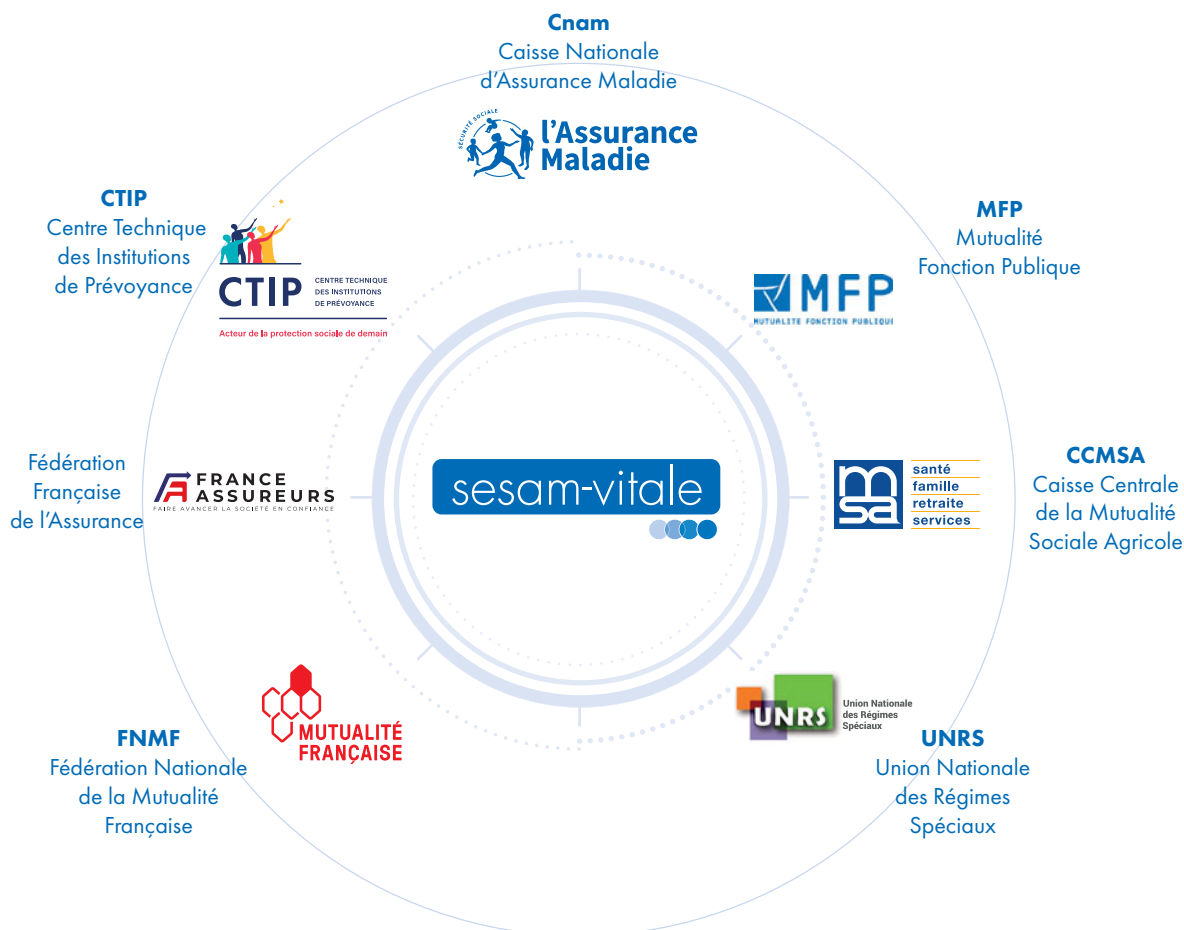 Cnam
Caisse Nationale
d'Assurance Maladie
SÉCURITÉ SOCIALE
l'Assurance
Maladie
CTIP
Centre Technique
des Institutions
de Prévoyance
CTIP
CENTRE TECHNIQUE
DES INSTITUTIONS
DE PRÉVOYANCE
Acteur de la protection sociale de demain
MFP
Mutualité
Fonction Publique
MFP
MUTUALITE FONCTION PUBLIQUE
Fédération
Française
de l'Assurance
FRANCE
ASSUREURS
FAIRE AVANCER LA SOCIÉTÉ EN CONFIANCE
sesam-vitale
msa
santé
famille
retraite
services
CCMSA
Caisse Centrale
de la Mutualité
Sociale Agricole
MUTUALITÉ
FRANÇAISE
FNMF
Fédération Nationale
de la Mutualité
Française
UNRS
Union Nationale
des Régimes
Spéciaux
UNRS
Union Nationale
des Régimes
Spéciaux